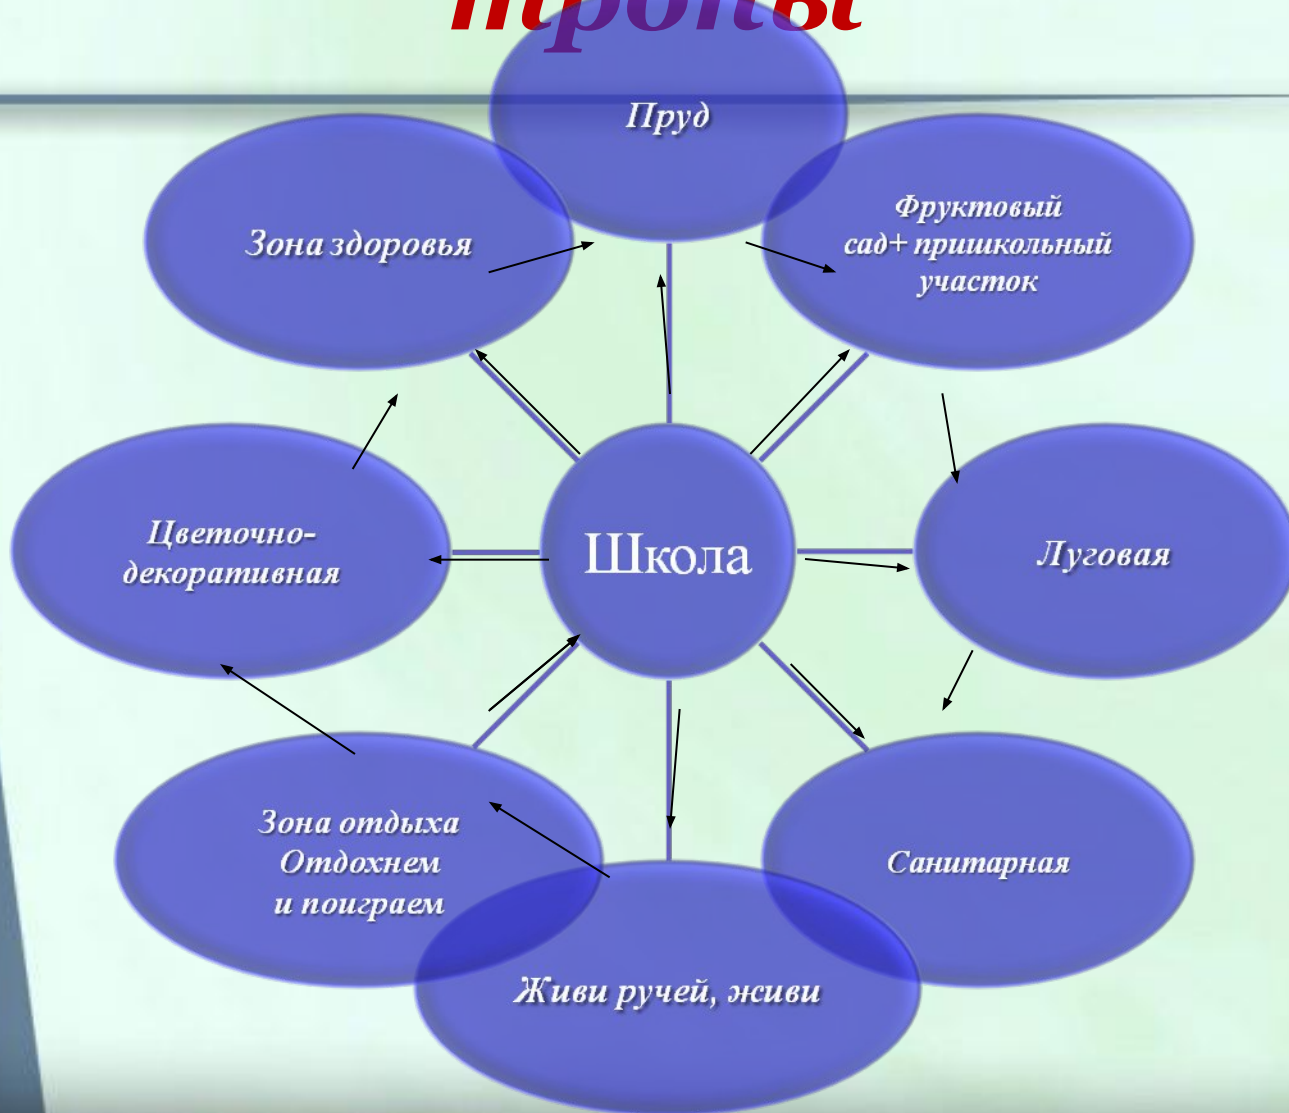 тропы
Пруд
Фруктовый
сад+ пришкольный
участок
Зона здоровья
Цветочно-
декоративная
Школа
Луговая
Зона отдыха
Отдохнем
и поиграем
Санитарная
Живи ручей, живи